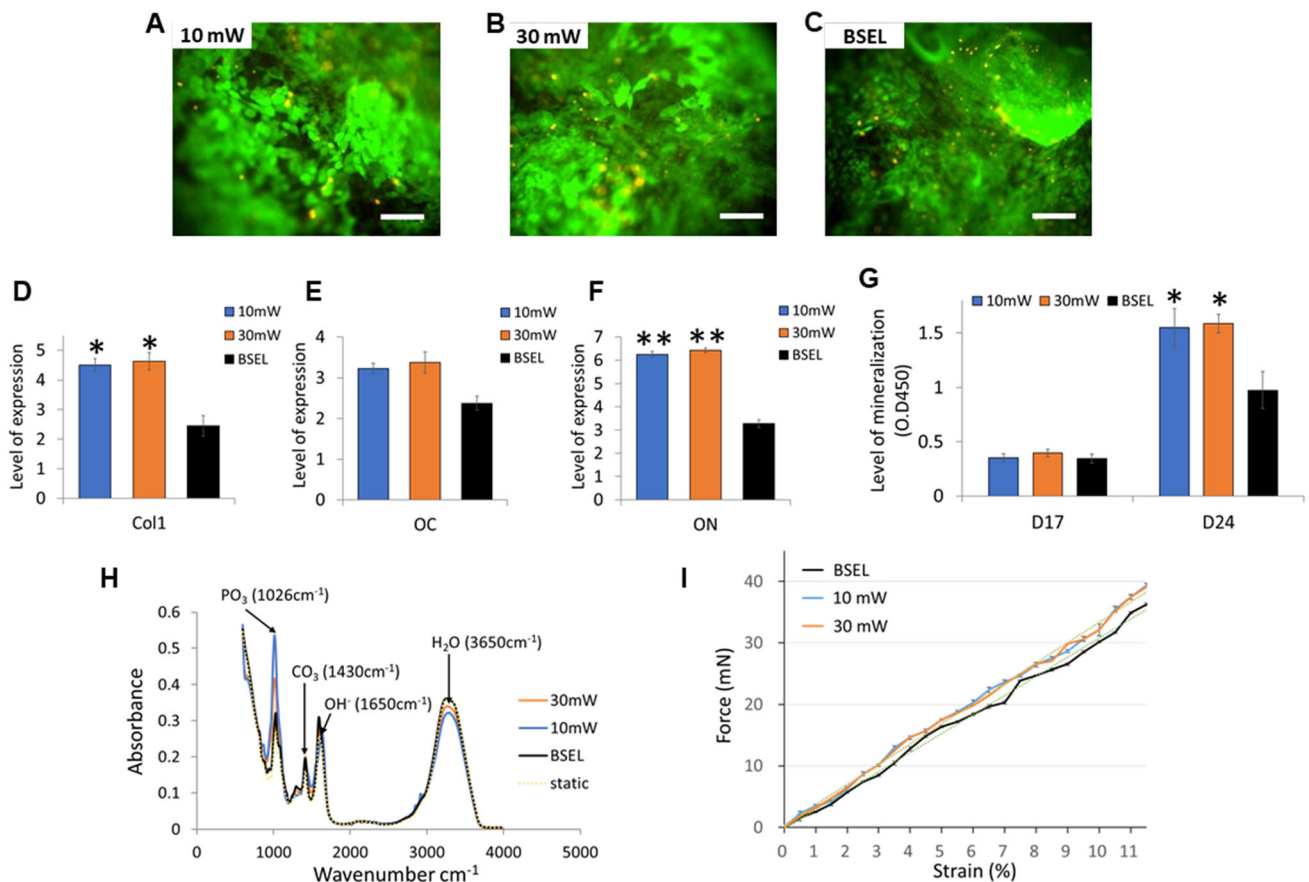 A
10 mW
B
30 mW
C
BSEL
D
10mW
30mW
BSEL
Level of expression
5
4
3
2
1
0
* *
Col1
E
10mW
30mW
BSEL
Level of expression
4
3
2
1
0
OC
F
10mW
30mW
BSEL
Level of expression
7
6
5
4
3
2
1
0
** **
ON
G
10mW 30mW BSEL
Level of mineralization
(O.D450)
1.5
1
0.5
0
* *
D17 D24
H
PO3 (1026cm-1)
CO3 (1430cm-1)
OH- (1650cm-1)
H2O (3650cm-1)
30mW
10mW
BSEL
static
Absorbance
0.6
0.5
0.4
0.3
0.2
0.1
0
0 1000 2000 3000 4000 5000
Wavenumber cm-1
I
BSEL
10 mW
30 mW
Force (mN)
40
30
20
10
0
0 1 2 3 4 5 6 7 8 9 10 11
Strain (%)